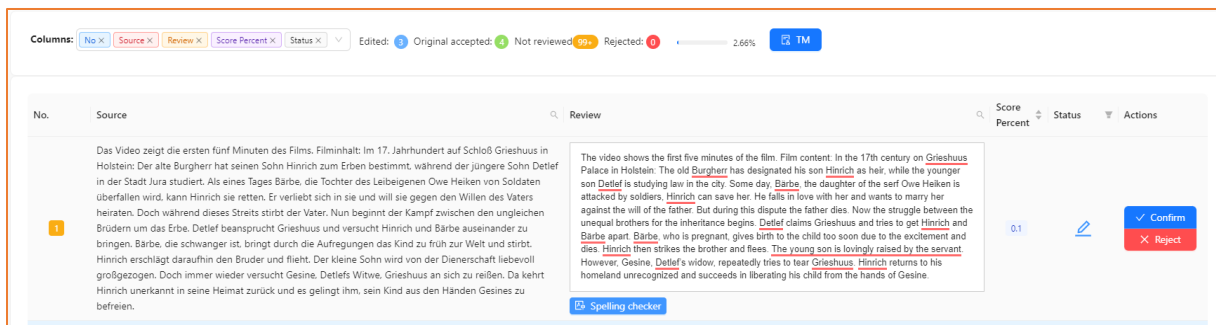 Columns: No × Source × Review × Score Percent × Status × Edited: 3 Original accepted: 4 Not reviewed 99+ Rejected: 0 2.66% TM
No. Source Review Score Percent Status Actions
Das Video zeigt die ersten fünf Minuten des Films. Filminhalt: Im 17. Jahrhundert auf Schloß Grieshuus in
Holstein: Der alte Burgherr hat seinen Sohn Hinrich zum Erben bestimmt, während der jüngere Sohn Detlef
in der Stadt Jura studiert. Als eines Tages Bärbe, die Tochter des Leibeigenen Owe Heiken von Soldaten
überfallen wird, kann Hinrich sie retten. Er verliebt sich in sie und will sie gegen den Willen des Vaters
heiraten. Doch während dieses Streits stirbt der Vater. Nun beginnt der Kampf zwischen den ungleichen
Brüdern um das Erbe. Detlef beansprucht Grieshuus und versucht Hinrich und Bärbe auseinander zu
bringen. Bärbe, die schwanger ist, bringt durch die Aufregungen das Kind zu früh zur Welt und stirbt.
Hinrich erschlägt daraufhin den Bruder und flieht. Der kleine Sohn wird von der Dienerschaft liebevoll
großgezogen. Doch immer wieder versucht Gesine, Detlefs Witwe, Grieshuus an sich zu reißen. Da kehrt
Hinrich unerkannt in seine Heimat zurück und es gelingt ihm, sein Kind aus den Händen Gesines zu
befreien.
1
The video shows the first five minutes of the film. Film content: In the 17th century on Grieshuus
Palace in Holstein: The old Burgherr has designated his son Hinrich as heir, while the younger
son Detlef is studying law in the city. Some day, Bärbe, the daughter of the serf Owe Heiken is
attacked by soldiers, Hinrich can save her. He falls in love with her and wants to marry her
against the will of the father. But during this dispute the father dies. Now the struggle between the
unequal brothers for the inheritance begins. Detlef claims Grieshuus and tries to get Hinrich and
Bärbe apart. Bärbe, who is pregnant, gives birth to the child too soon due to the excitement and
dies. Hinrich then strikes the brother and flees. The young son is lovingly raised by the servant.
However, Gesine, Detlef's widow, repeatedly tries to tear Grieshuus. Hinrich returns to his
homeland unrecognized and succeeds in liberating his child from the hands of Gesine.
Spelling checker
0.1
Confirm
Reject